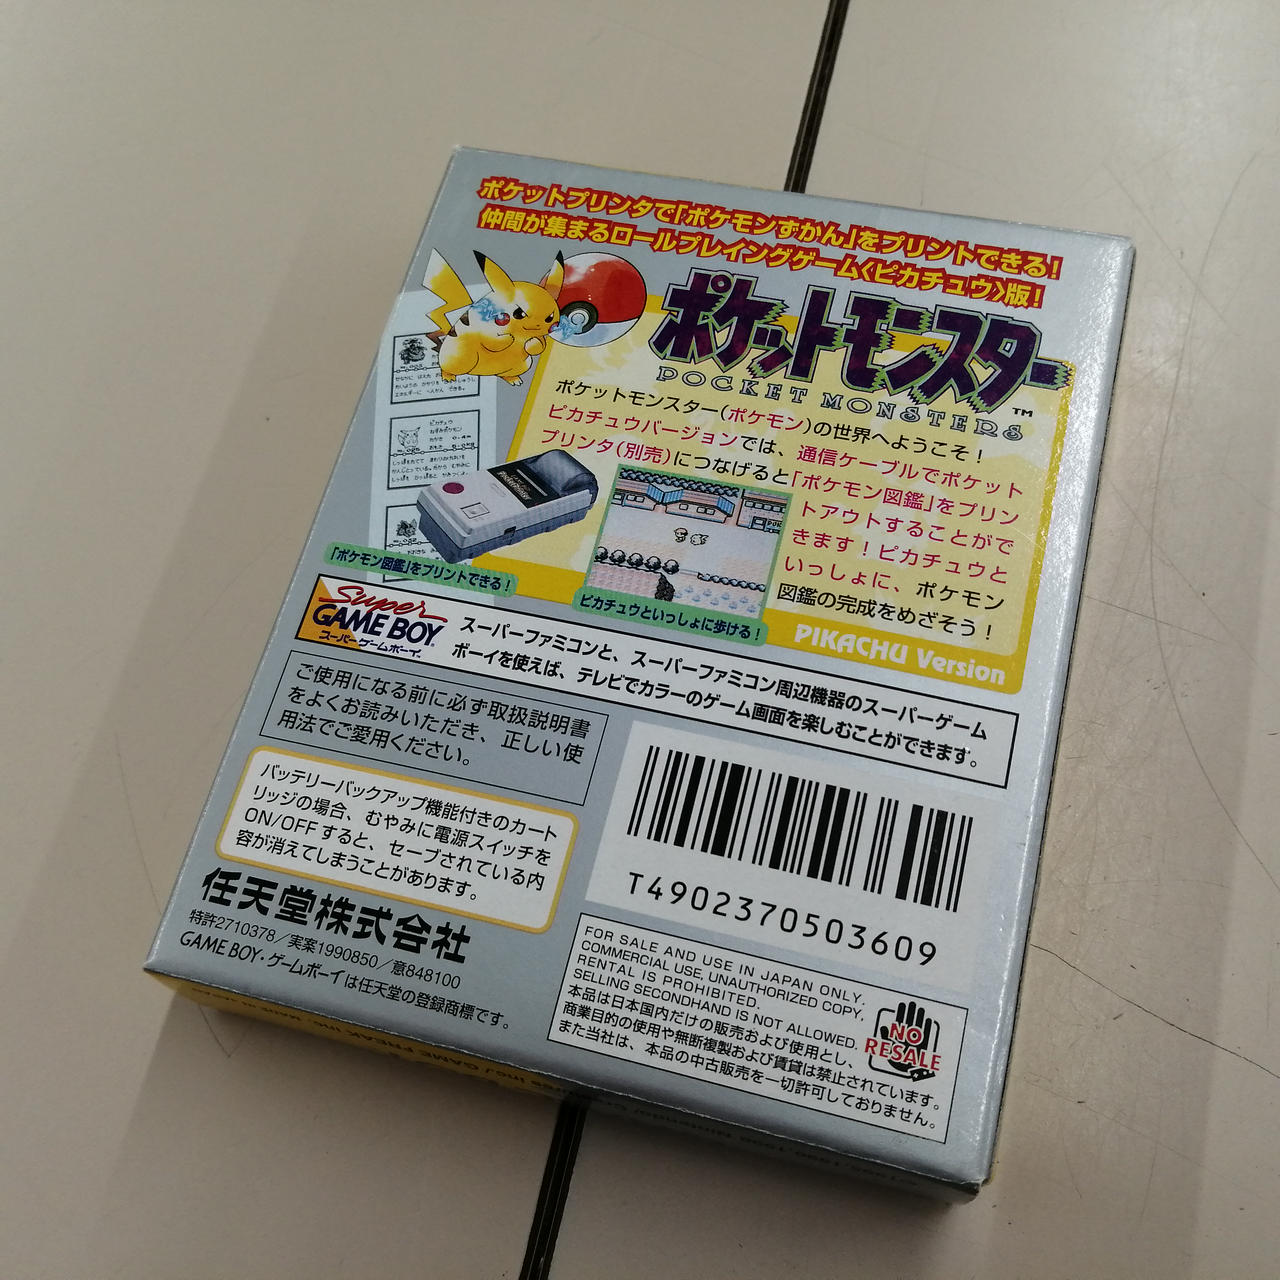 ポケットプリンタで「ポケモンずかん」をプリントできる!
仲間が集まるロールプレイングゲーム〈ピカチュウ〉版!
ポケットモンスター
POCKET MONSTERS
TM
ポケットモンスター(ポケモン)の世界へようこそ!
ピカチュウバージョンでは、通信ケーブルでポケット
プリンタ(別売)につなげると「ポケモン図鑑」をプリン
トアウトすることがで
きます!ピカチュウと
いっしょに、ポケモン
図鑑の完成をめざそう!
ピカチュウ
ねずみポケモン
「ポケモン図鑑」をプリントできる!
ピカチュウといっしょに歩ける!
PIKACHU Version
Super
GAME BOY
スーパーゲームボーイ
スーパーファミコンと、スーパーファミコン周辺機器のスーパーゲーム
ボーイを使えば、テレビでカラーのゲーム画面を楽しむことができます。
ご使用になる前に必ず取扱説明書
をよくお読みいただき、正しい使
用法でご愛用ください。
バッテリーバックアップ機能付きのカート
リッジの場合、むやみに電源スイッチを
ON/OFFすると、セーブされている内
容が消えてしまうことがあります。
T4902370503609
任天堂株式会社
特許2710378/実案1990850/意848100
GAME BOY・ゲームボーイは任天堂の登録商標です。
FOR SALE AND USE IN JAPAN ONLY.
COMMERCIAL USE, UNAUTHORIZED COPY,
RENTAL IS PROHIBITED.
SELLING SECONDHAND IS NOT ALLOWED.
本品は日本国内だけの販売および使用とし、
商業目的の使用や無断複製および賃貸は禁止されています。
また当社は、本品の中古販売を一切許可しておりません。
NO
RESALE